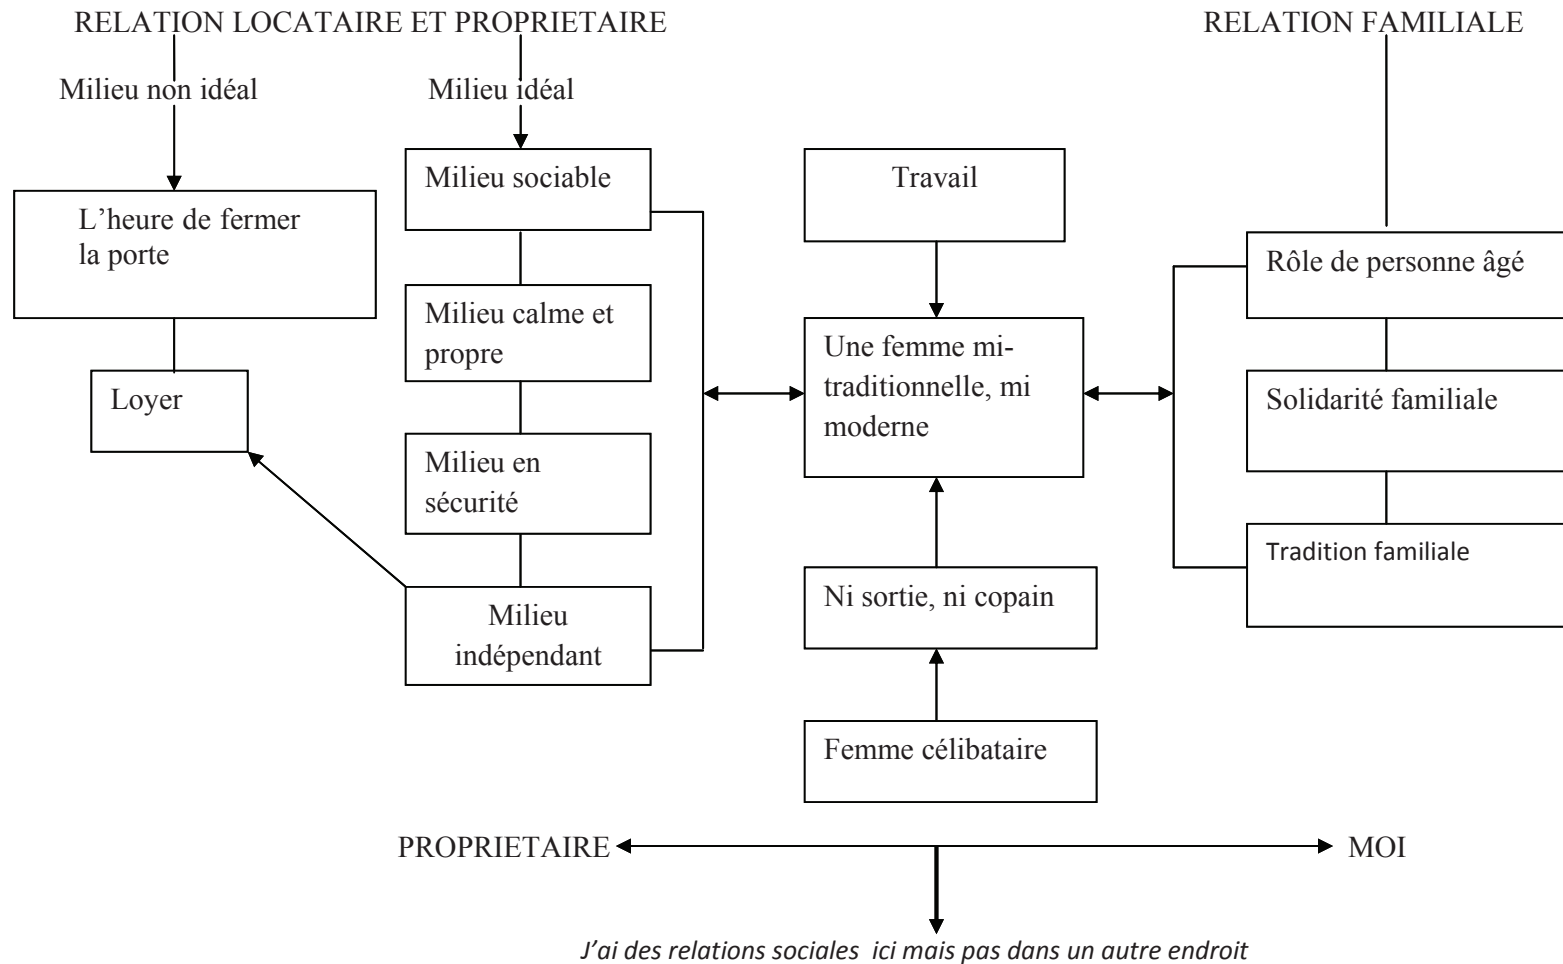 RELATION LOCATAIRE ET PROPRIETAIRE
RELATION FAMILIALE
Milieu non idéal
Milieu idéal
L’heure de fermer
la porte
Loyer
Milieu sociable
Milieu calme et
propre
Milieu en
sécurité
Milieu
indépendant
Travail
Une femme mi-
traditionnelle, mi
moderne
Ni sortie, ni copain
Femme célibataire
Rôle de personne âgé
Solidarité familiale
Tradition familiale
PROPRIETAIRE
MOI
J’ai des relations sociales ici mais pas dans un autre endroit